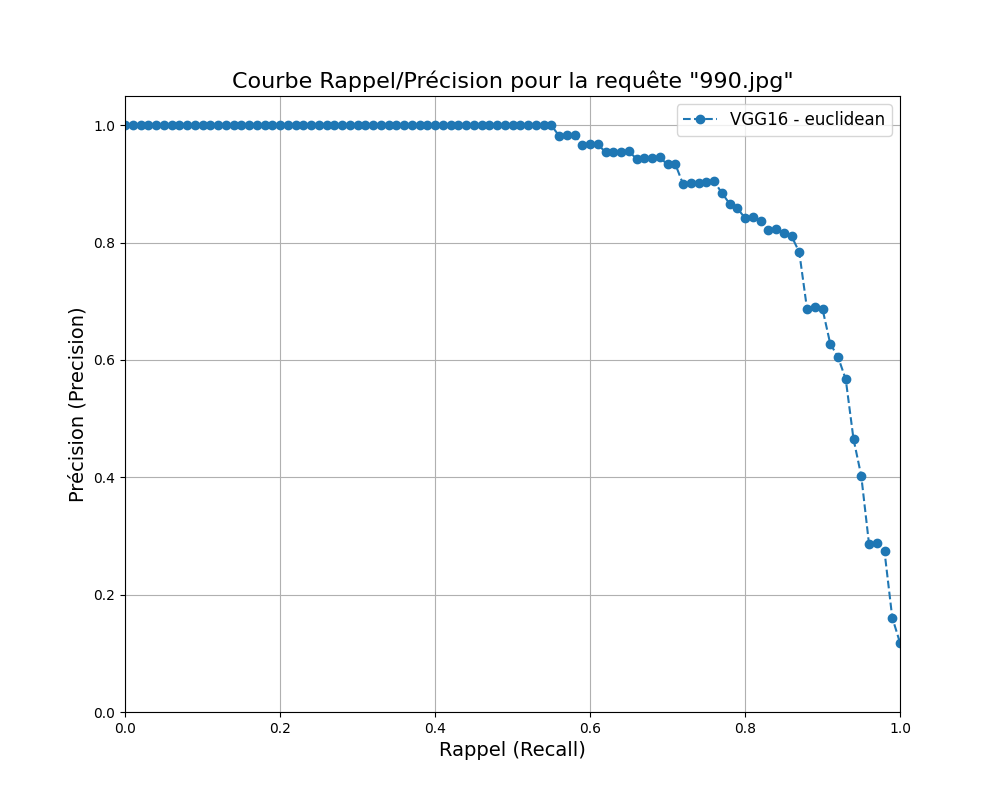 Courbe Rappel/Précision pour la requête "990.jpg"
VGG16 - euclidean
Précision (Precision)
1.0
0.8
0.6
0.4
0.2
0.0
0.0 0.2 0.4 0.6 0.8 1.0
Rappel (Recall)